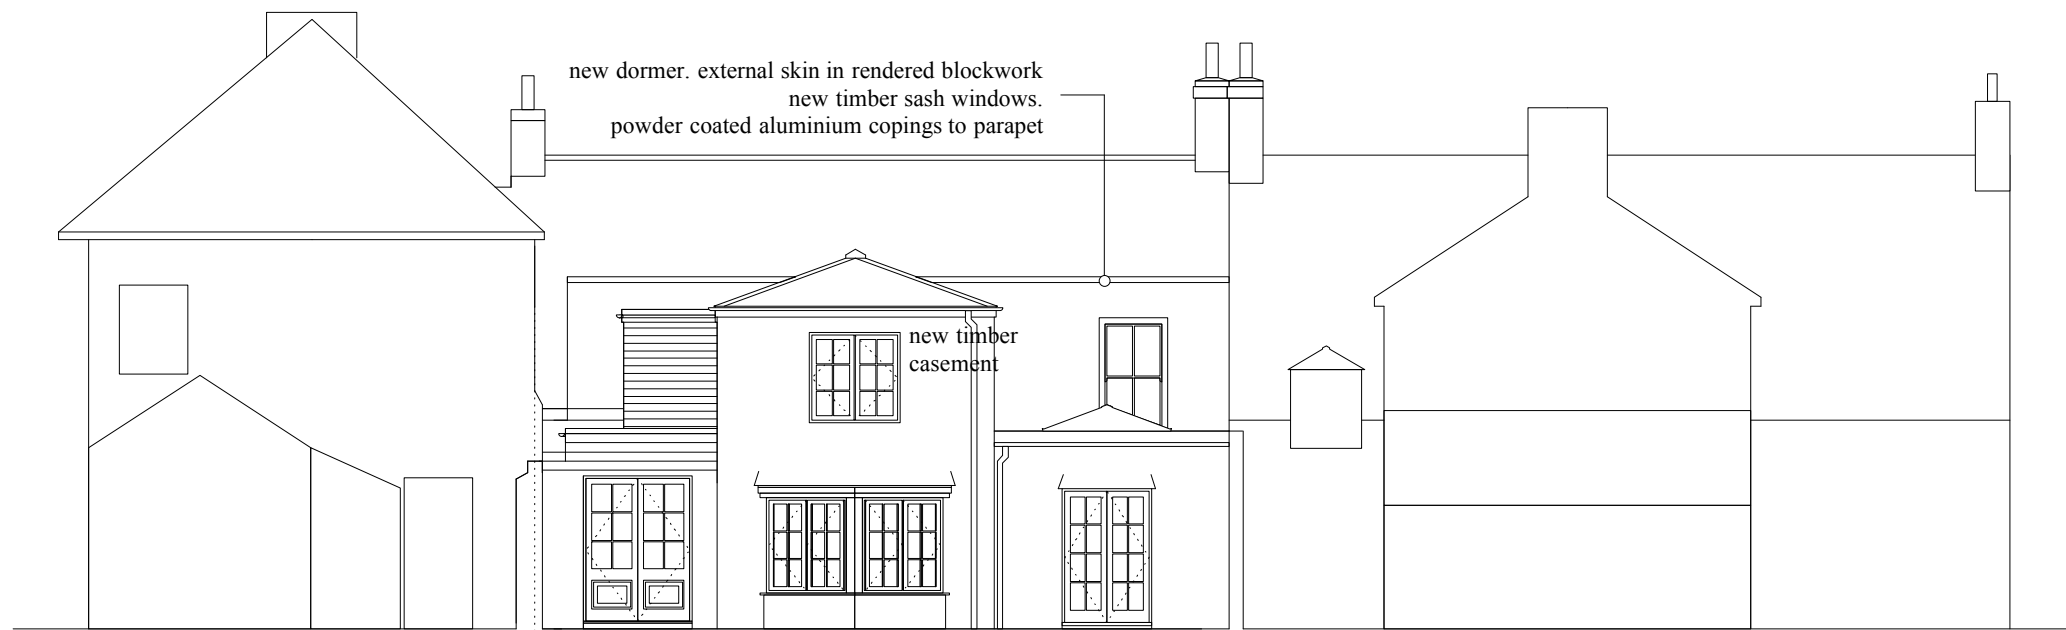 new dormer. external skin in rendered blockwork
new timber sash windows.
powder coated aluminium copings to parapet
new timber
casement